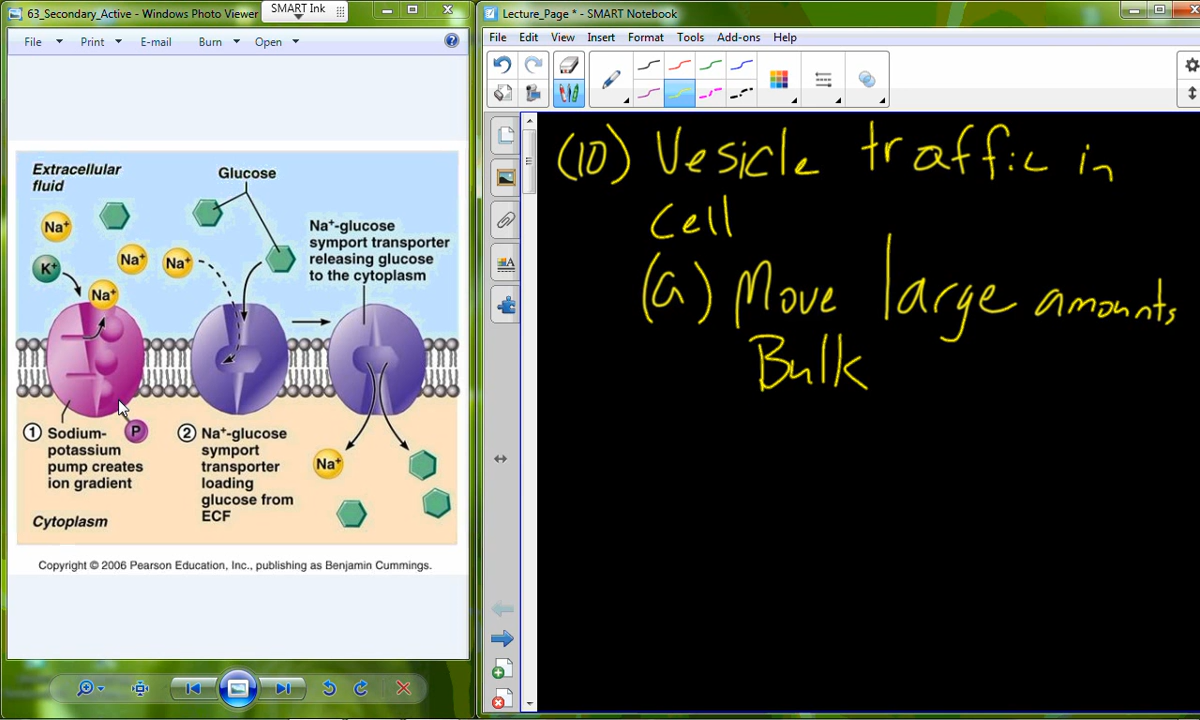 63_Secondary_Active - Windows Photo Viewer
SMART Ink
File Print E-mail Burn Open
Extracellular
fluid
Glucose
Na+
Na+
Na+
K+
Na+
Na+-glucose
symport transporter
releasing glucose
to the cytoplasm
P
1 Sodium-
potassium
pump creates
ion gradient
2 Na+-glucose
symport
transporter
loading
glucose from
ECF
Na+
Cytoplasm
Copyright © 2006 Pearson Education, Inc., publishing as Benjamin Cummings.
Lecture_Page * - SMART Notebook
File Edit View Insert Format Tools Add-ons Help
(10) Vesicle traffic in
cell
(a) Move large amounts
Bulk